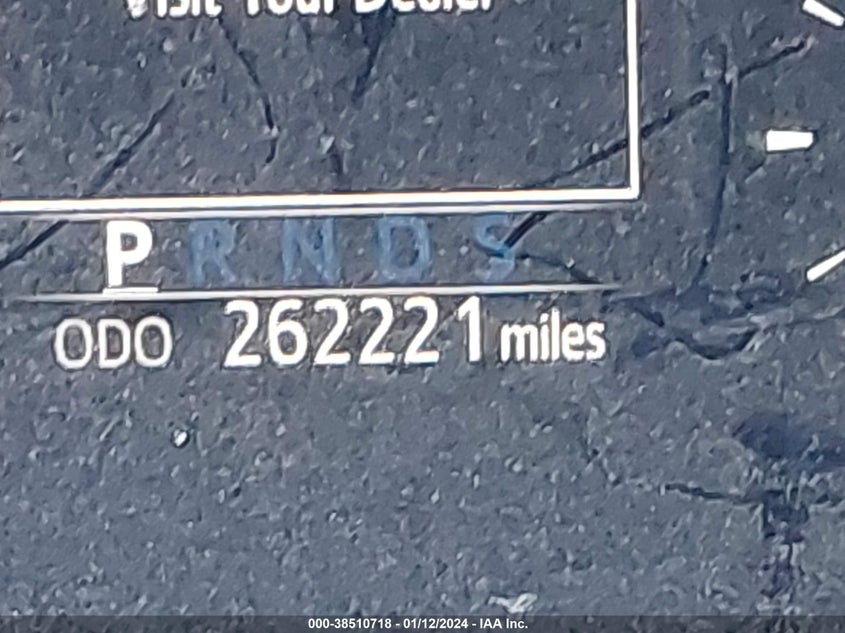 Visit Your Dealer
P R N D S
ODO 262221 miles
000-38510718 - 01/12/2024 - IAA Inc.